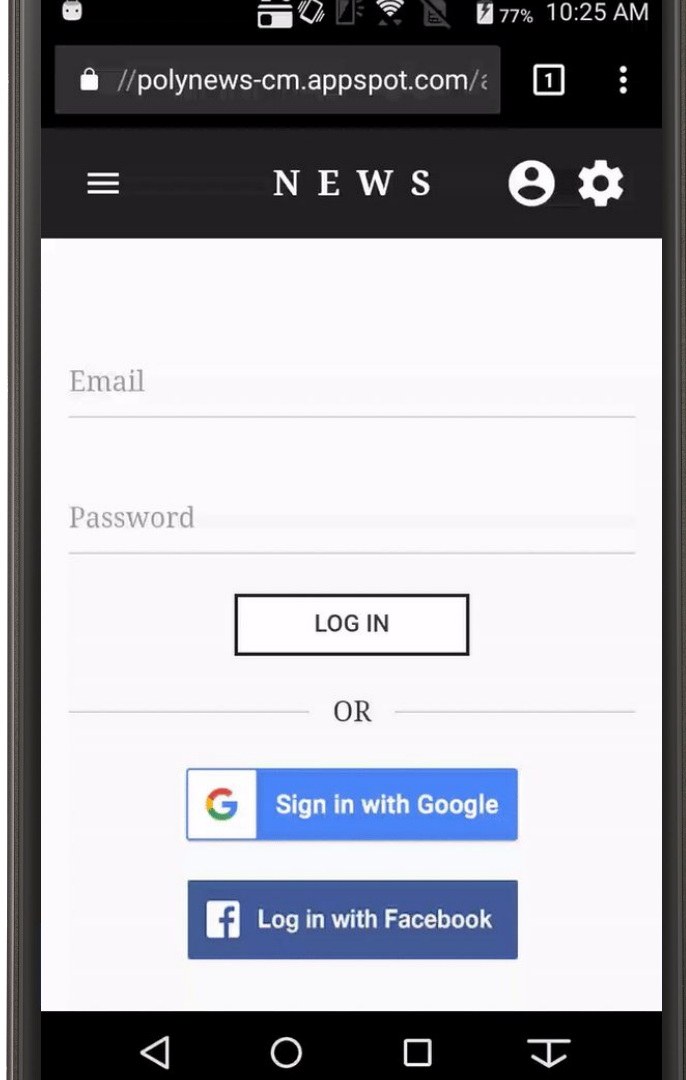 77% 10:25 AM
//polynews-cm.appspot.com/a
1
NEWS
Email
Password
LOG IN
OR
G Sign in with Google
f Log in with Facebook